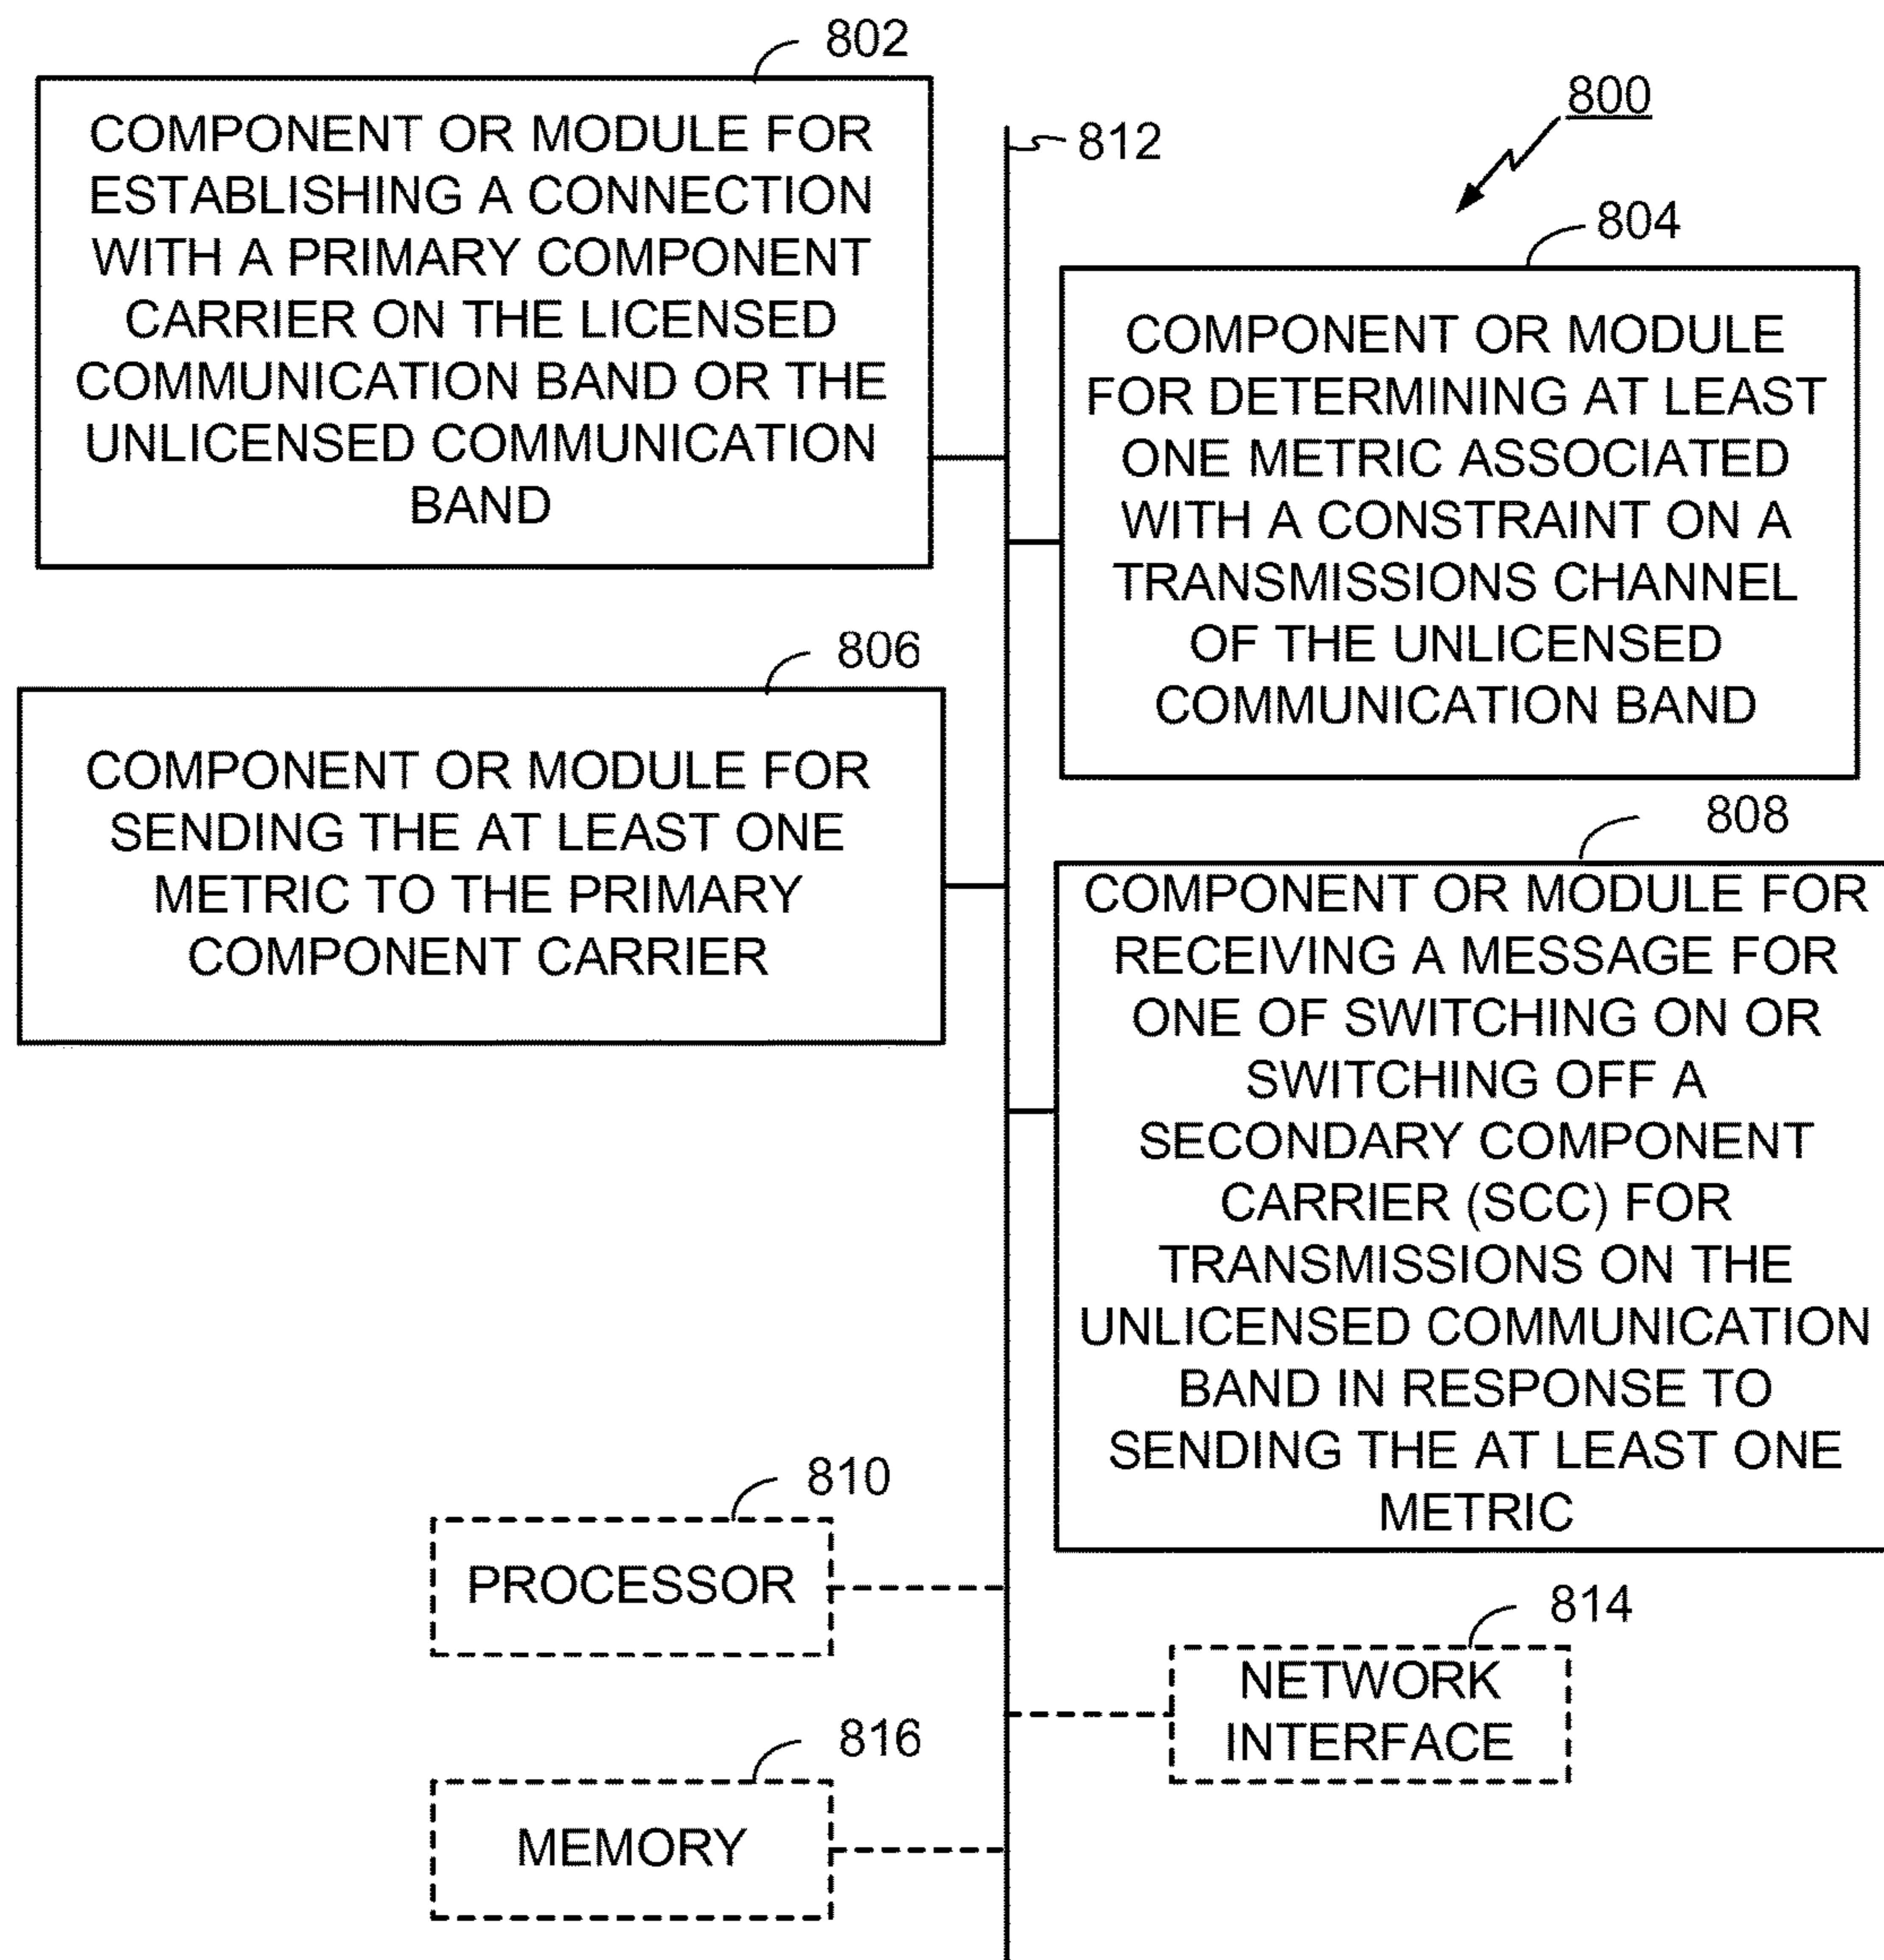 802
COMPONENT OR MODULE FOR
ESTABLISHING A CONNECTION
WITH A PRIMARY COMPONENT
CARRIER ON THE LICENSED
COMMUNICATION BAND OR THE
UNLICENSED COMMUNICATION
BAND
812
800
804
COMPONENT OR MODULE
FOR DETERMINING AT LEAST
ONE METRIC ASSOCIATED
WITH A CONSTRAINT ON A
TRANSMISSIONS CHANNEL
OF THE UNLICENSED
COMMUNICATION BAND
806
COMPONENT OR MODULE FOR
SENDING THE AT LEAST ONE
METRIC TO THE PRIMARY
COMPONENT CARRIER
808
COMPONENT OR MODULE FOR
RECEIVING A MESSAGE FOR
ONE OF SWITCHING ON OR
SWITCHING OFF A
SECONDARY COMPONENT
CARRIER (SCC) FOR
TRANSMISSIONS ON THE
UNLICENSED COMMUNICATION
BAND IN RESPONSE TO
SENDING THE AT LEAST ONE
METRIC
810
PROCESSOR
814
NETWORK
INTERFACE
816
MEMORY